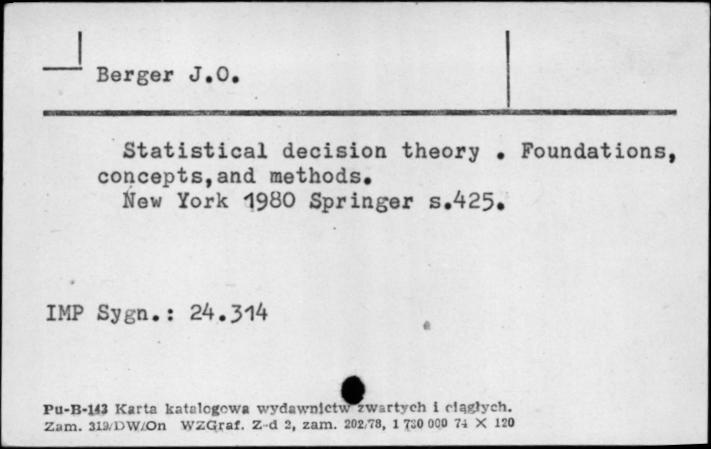 Berger J.O.
Statistical decision theory . Foundations,
concepts,and methods.
New York 1980 Springer s.425.
IMP Sygn.: 24.314
Pu-B-143 Karta katalogowa wydawnictw zwartych i ciągłych.
Zam. 319/DW/On WZGraf. Z-d 2, zam. 202/78, 1 730 000 74 X 120